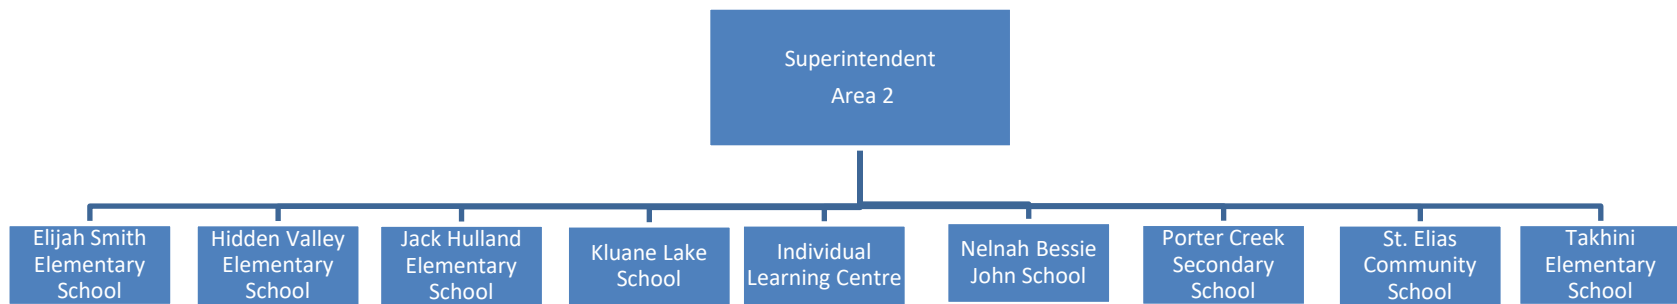 Superintendent
Area 2
Elijah Smith
Elementary
School
Hidden Valley
Elementary
School
Jack Hulland
Elementary
School
Kluane Lake
School
Individual
Learning Centre
Nelnah Bessie
John School
Porter Creek
Secondary
School
St. Elias
Community
School
Takhini
Elementary
School